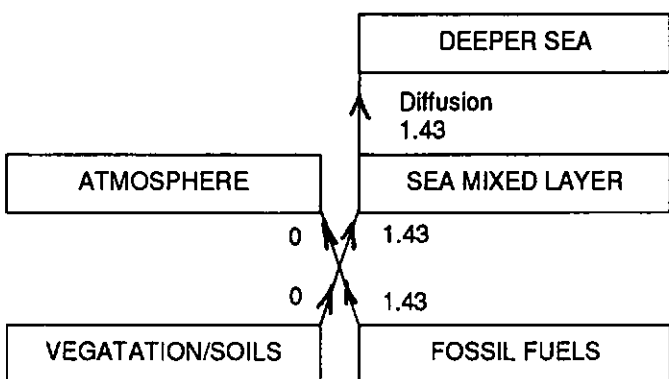 DEEPER SEA
Diffusion
1.43
ATMOSPHERE
SEA MIXED LAYER
0
1.43
0
1.43
VEGATATION/SOILS
FOSSIL FUELS